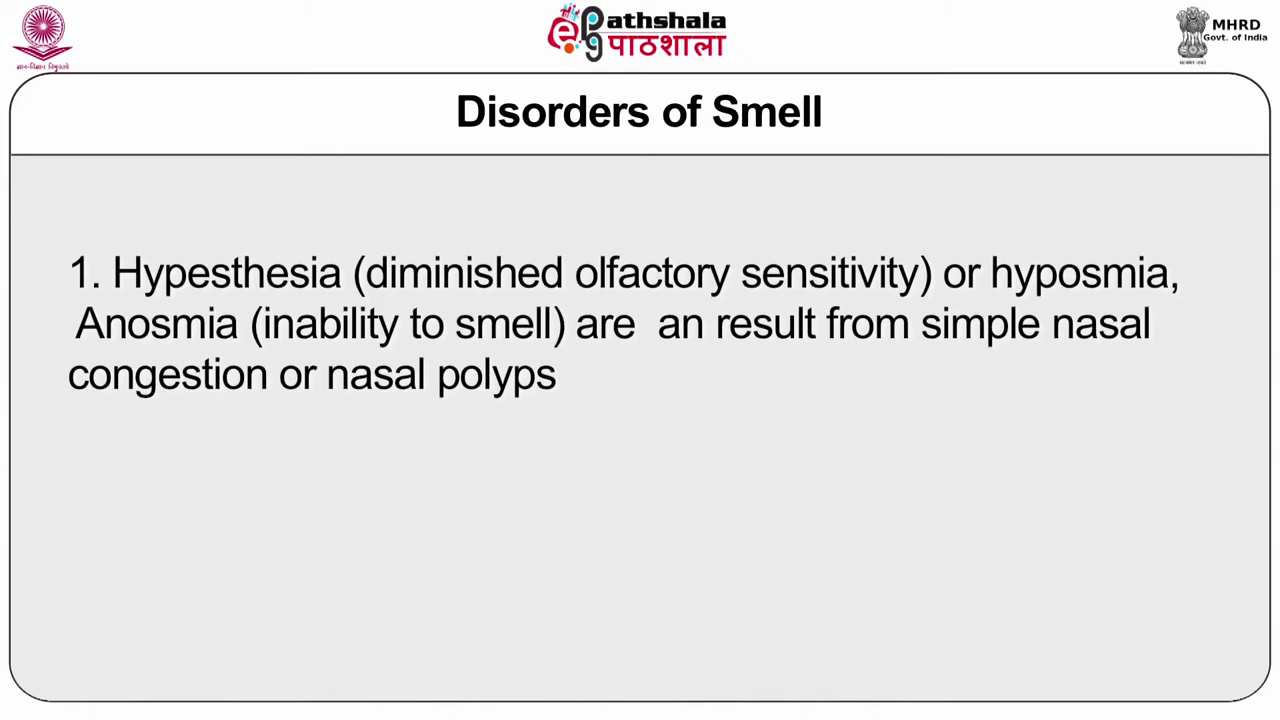 ePG athshala
पाठशाला
MHRD
Govt. of India
Disorders of Smell
1. Hypesthesia (diminished olfactory sensitivity) or hyposmia,
Anosmia (inability to smell) are an result from simple nasal
congestion or nasal polyps